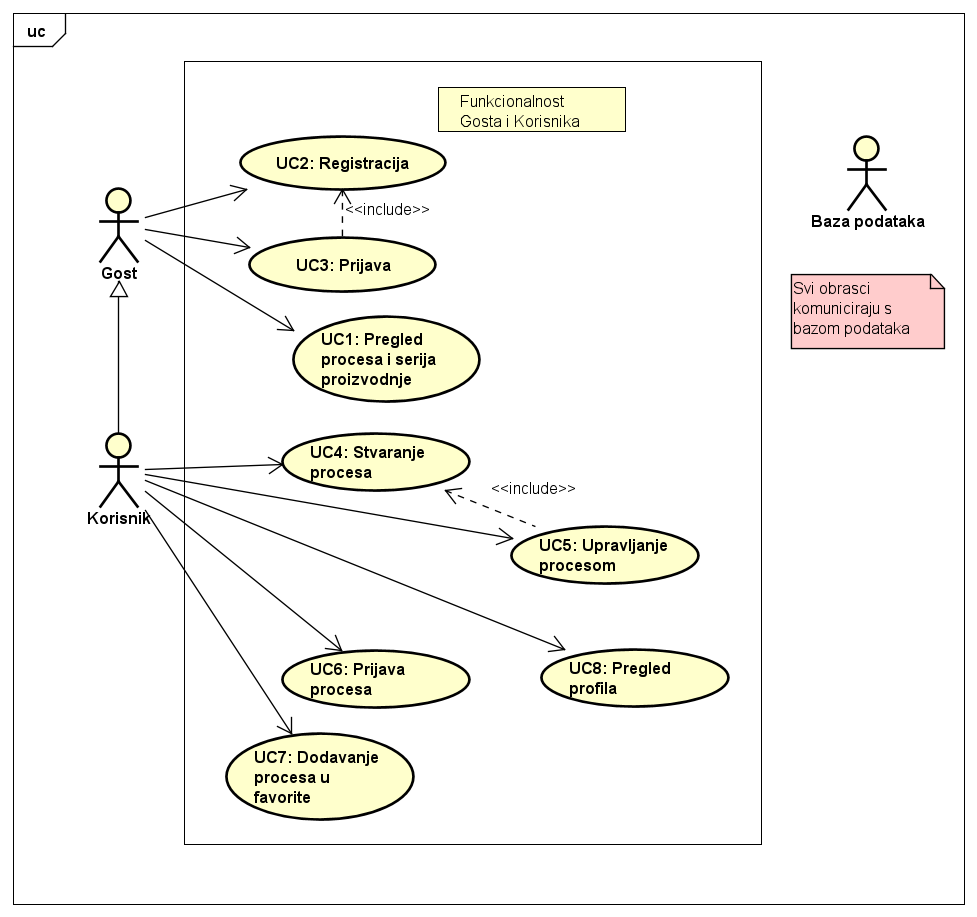 uc
Funkcionalnost
Gosta i Korisnika
UC2: Registracija
<<include>>
Baza podataka
Gost
UC3: Prijava
Svi obrasci
komuniciraju s
bazom podataka
UC1: Pregled
procesa i serija
proizvodnje
UC4: Stvaranje
procesa
<<include>>
Korisnik
UC5: Upravljanje
procesom
UC6: Prijava
procesa
UC8: Pregled
profila
UC7: Dodavanje
procesa u
favorite